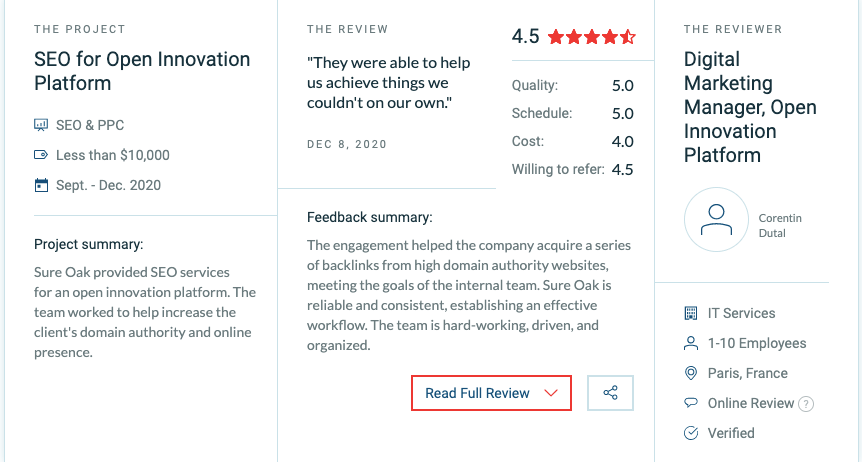 THE PROJECT
SEO for Open Innovation
Platform
SEO & PPC
Less than $10,000
Sept. - Dec. 2020
Project summary:
Sure Oak provided SEO services
for an open innovation platform. The
team worked to help increase the
client's domain authority and online
presence.
THE REVIEW
"They were able to help
us achieve things we
couldn't on our own."
DEC 8, 2020
4.5
Quality: 5.0
Schedule: 5.0
Cost: 4.0
Willing to refer: 4.5
Feedback summary:
The engagement helped the company acquire a series
of backlinks from high domain authority websites,
meeting the goals of the internal team. Sure Oak is
reliable and consistent, establishing an effective
workflow. The team is hard-working, driven, and
organized.
Read Full Review
THE REVIEWER
Digital
Marketing
Manager, Open
Innovation
Platform
Corentin
Dutal
IT Services
1-10 Employees
Paris, France
Online Review ?
Verified